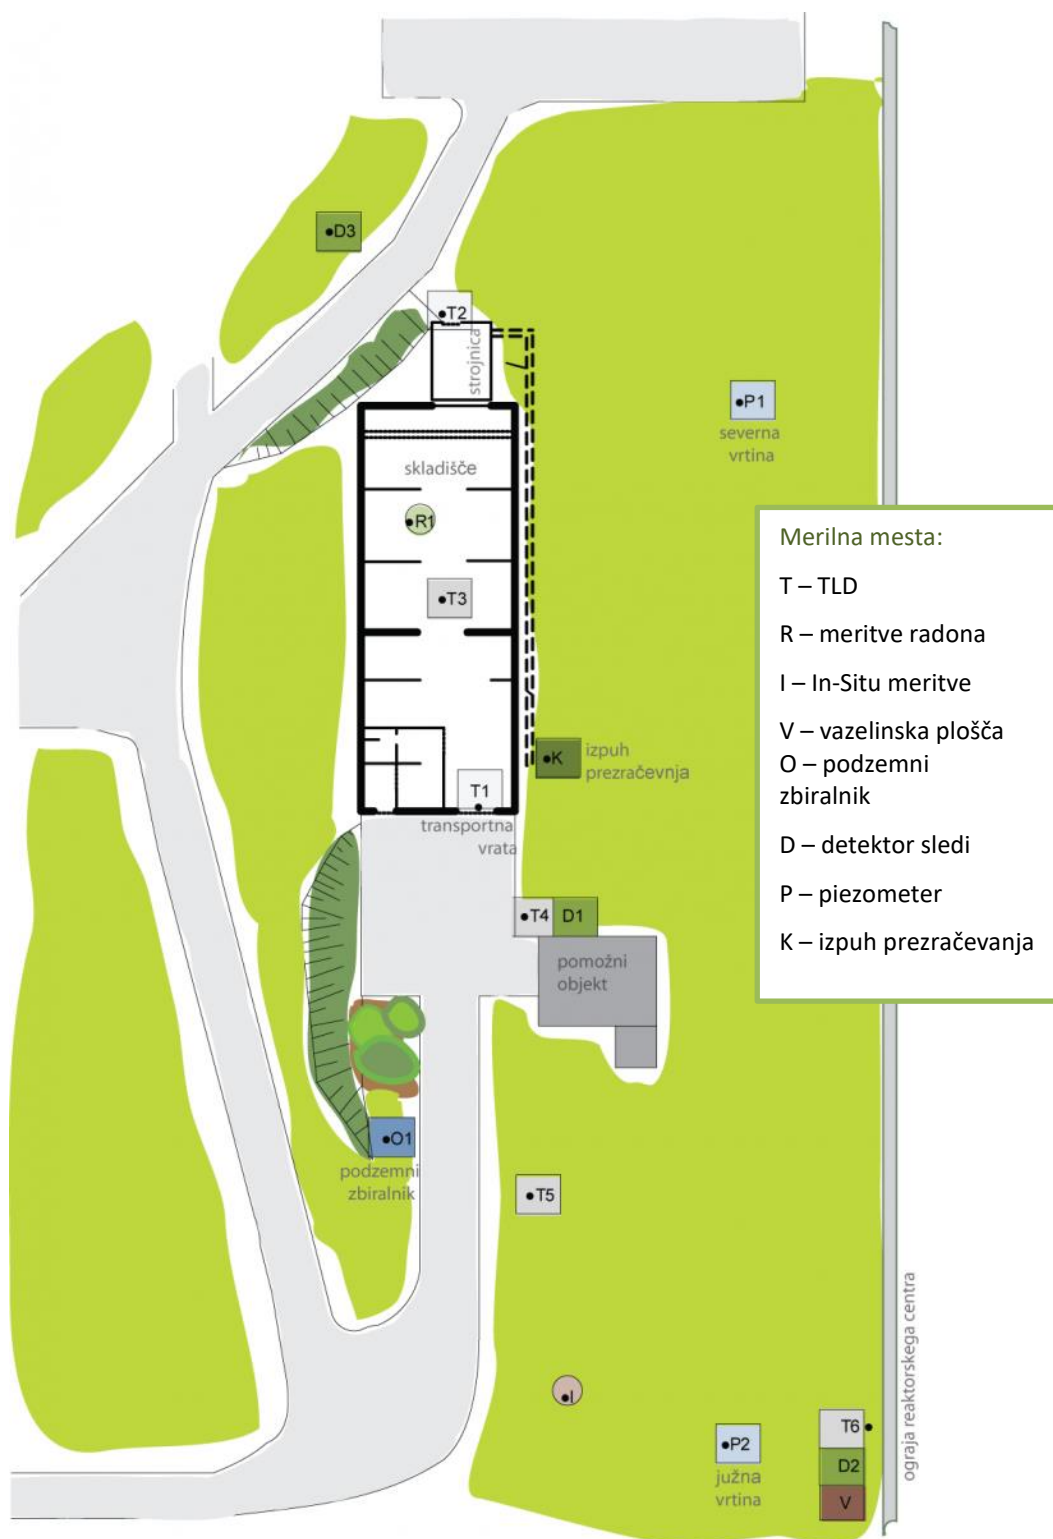 D3
T2
strojnica
P1
severna
vrtina
skladišče
R1
T3
Merilna mesta:
T – TLD
R – meritve radona
I – In-Situ meritve
V – vazelinska plošča
O – podzemni
zbiralnik
D – detektor sledi
P – piezometer
K – izpuh prezračevanja
K
izpuh
prezračevnja
T1
transportna
vrata
T4
D1
pomožni
objekt
O1
podzemni
zbiralnik
T5
I
ograja reaktorskega centra
P2
južna
vrtina
T6
D2
V